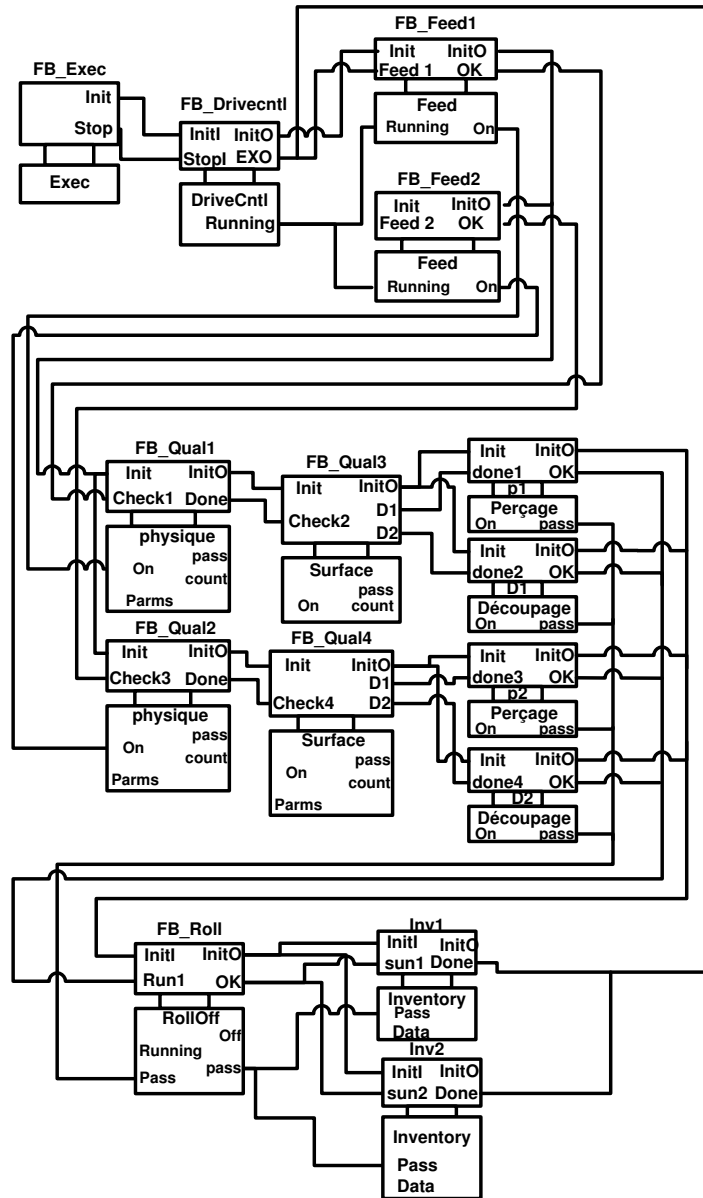 FB_Exec
Init
Stop
Exec
FB_Drivecntl
InitI InitO
StopI EXO
DriveCntl
Running
FB_Feed1
Init InitO
Feed 1 OK
Feed
Running On
FB_Feed2
Init InitO
Feed 2 OK
Feed
Running On
FB_Qual1
Init InitO
Check1 Done
physique
pass
On
count
Parms
FB_Qual3
Init InitO
D1
Check2
D2
Surface
pass
On count
Init InitO
done1 OK
p1
Perçage
On pass
Init InitO
done2 OK
D1
Découpage
On pass
FB_Qual2
Init InitO
Check3 Done
physique
pass
On
count
Parms
FB_Qual4
Init InitO
D1
Check4 D2
Surface
pass
On
count
Parms
Init InitO
done3 OK
p2
Perçage
On pass
Init InitO
done4 OK
D2
Découpage
On pass
FB_Roll
InitI InitO
Run1 OK
RollOff
Off
Running
pass
Pass
Inv1
InitI InitO
sun1 Done
Inventory
Pass
Data
Inv2
InitI InitO
sun2 Done
Inventory
Pass
Data